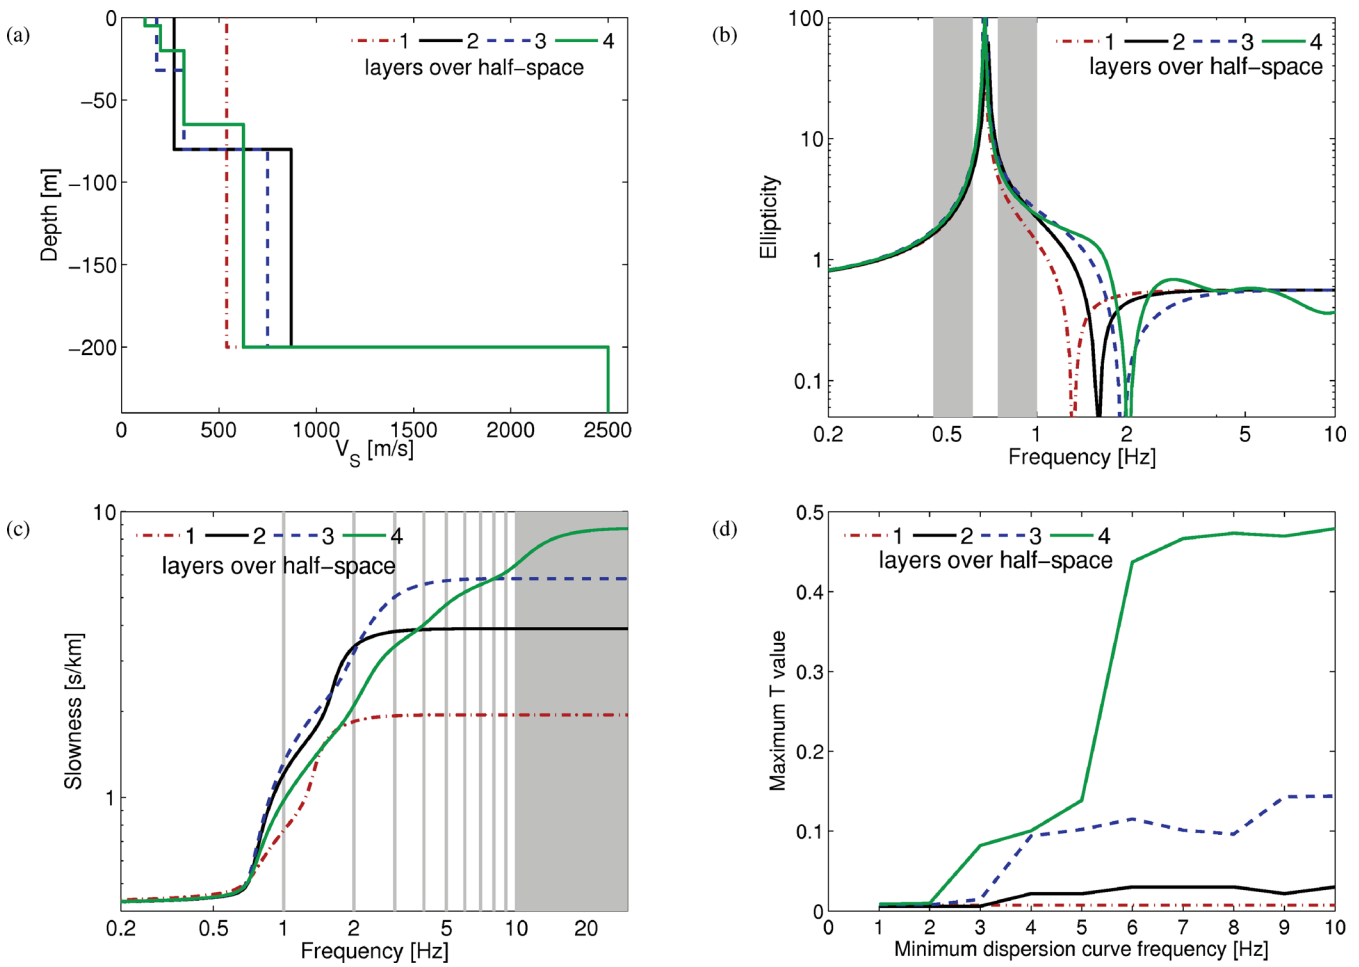 (a)
1 2 3 4
layers over half−space
0
−50
−100
−150
−200
Depth [m]
0 500 1000 1500 2000 2500
VS [m/s]
(b)
1 2 3 4
layers over half−space
100
10
1
0.1
Ellipticity
0.2 0.5 1 2 5 10
Frequency [Hz]
(c)
1 2 3 4
layers over half−space
10
1
Slowness [s/km]
0.2 0.5 1 2 5 10 20
Frequency [Hz]
(d)
1 2 3 4
layers over half−space
0.5
0.4
0.3
0.2
0.1
0
Maximum T value
0 1 2 3 4 5 6 7 8 9 10
Minimum dispersion curve frequency [Hz]